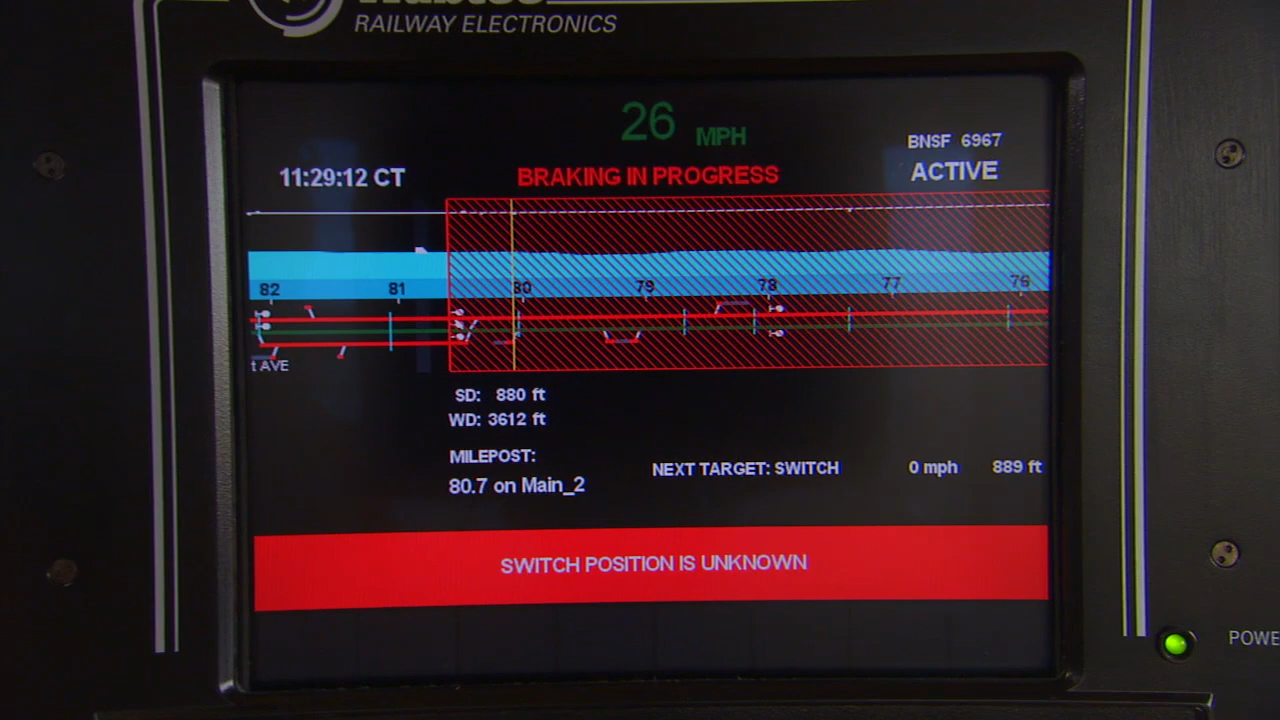 Wabtec
RAILWAY ELECTRONICS
26 MPH
BNSF 6967
11:29:12 CT
BRAKING IN PROGRESS
ACTIVE
82 81 80 79 78 77 76
t AVE
SD: 880 ft
WD: 3612 ft
MILEPOST:
80.7 on Main_2
NEXT TARGET: SWITCH 0 mph 889 ft
SWITCH POSITION IS UNKNOWN
POWE